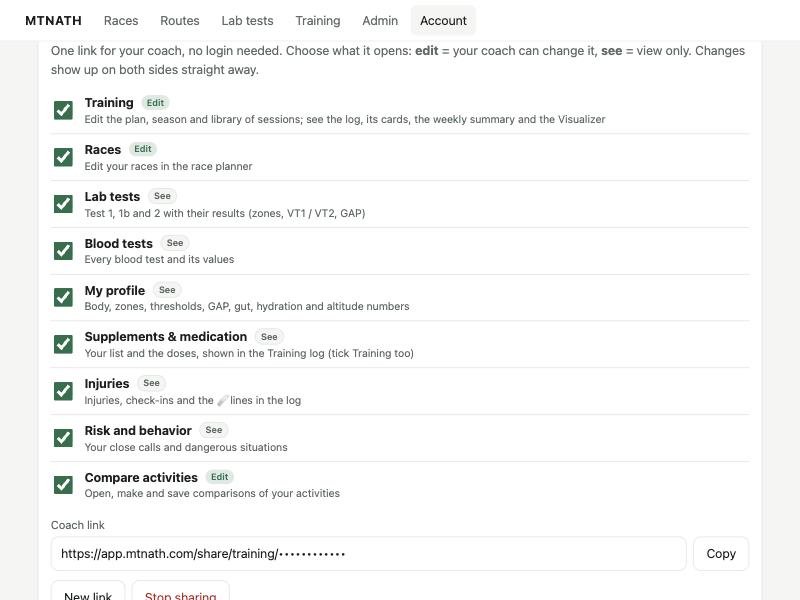 MTNATH Races Routes Lab tests Training Admin Account
One link for your coach, no login needed. Choose what it opens: edit = your coach can change it, see = view only. Changes
show up on both sides straight away.
Training Edit
Edit the plan, season and library of sessions; see the log, its cards, the weekly summary and the Visualizer
Races Edit
Edit your races in the race planner
Lab tests See
Test 1, 1b and 2 with their results (zones, VT1 / VT2, GAP)
Blood tests See
Every blood test and its values
My profile See
Body, zones, thresholds, GAP, gut, hydration and altitude numbers
Supplements & medication See
Your list and the doses, shown in the Training log (tick Training too)
Injuries See
Injuries, check-ins and the 🩹 lines in the log
Risk and behavior See
Your close calls and dangerous situations
Compare activities Edit
Open, make and save comparisons of your activities
Coach link
https://app.mtnath.com/share/training/•••••••••••• Copy
New link Stop sharing